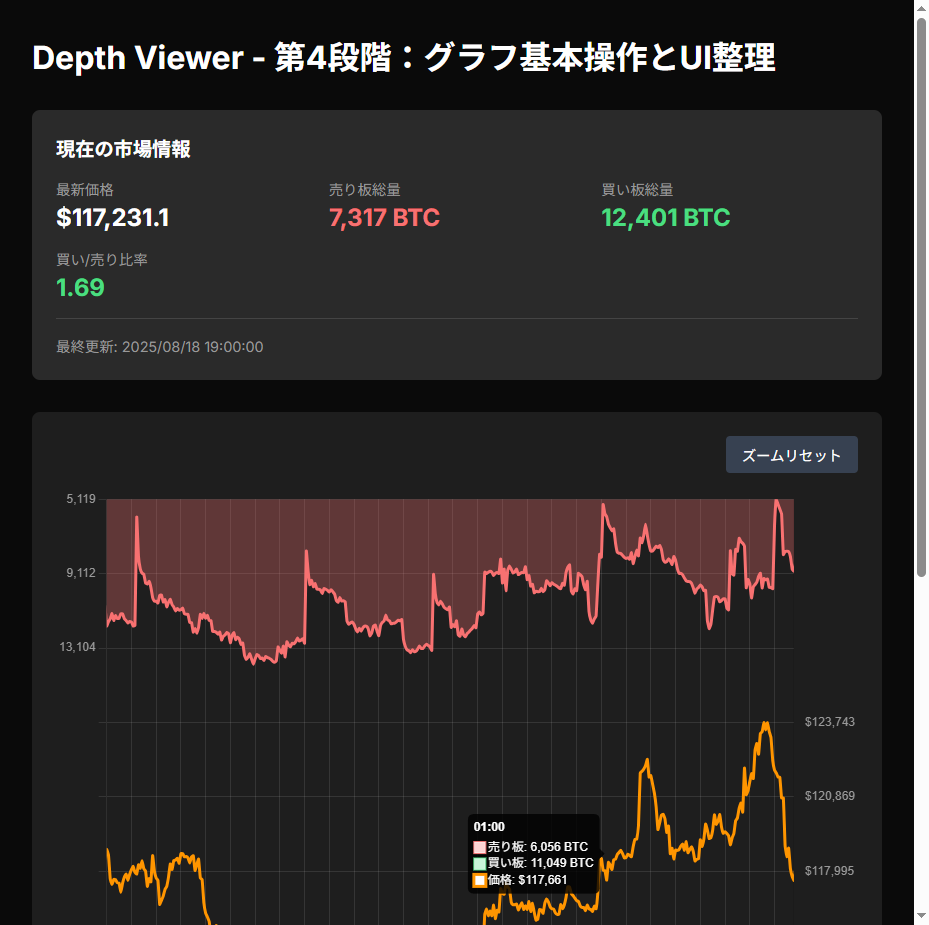 Depth Viewer - 第4段階：グラフ基本操作とUI整理
現在の市場情報
最新価格
$117,231.1
売り板総量
7,317 BTC
買い板総量
12,401 BTC
買い/売り比率
1.69
最終更新: 2025/08/18 19:00:00
ズームリセット
5,119
9,112
13,104
$123,743
$120,869
$117,995
01:00
売り板: 6,056 BTC
買い板: 11,049 BTC
価格: $117,661